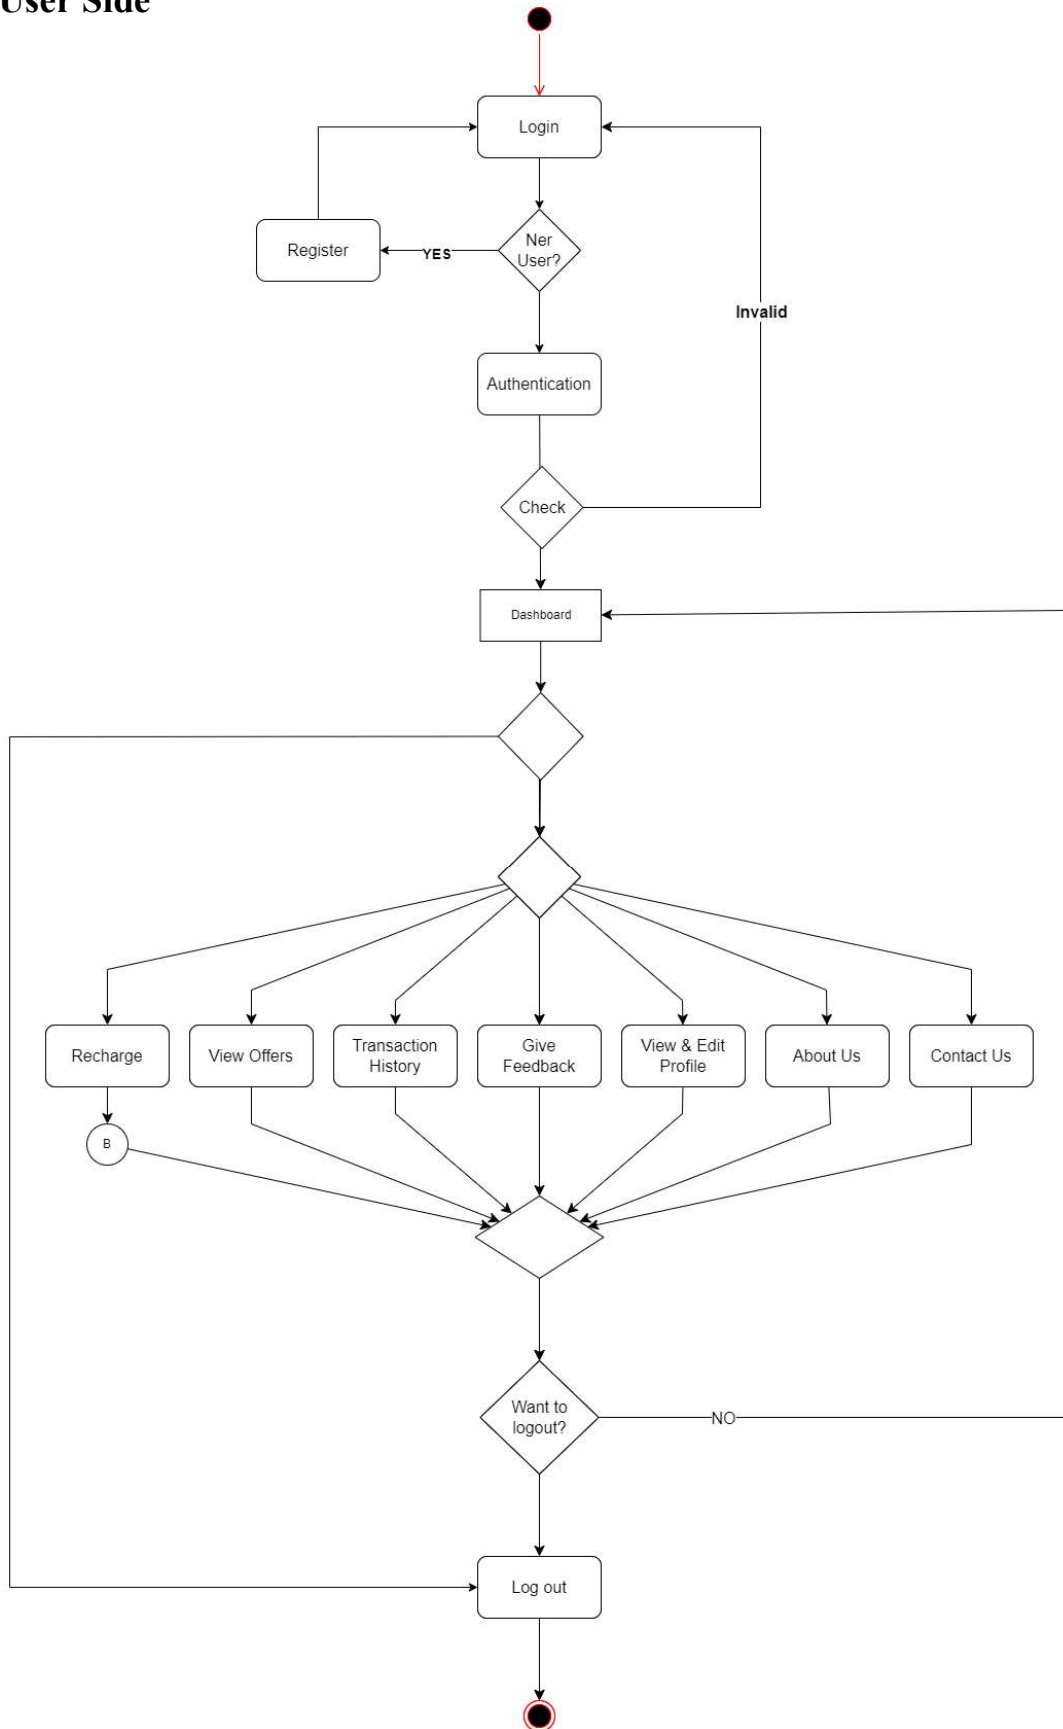 User Side
Login
Register
YES
Ner
User?
Invalid
Authentication
Check
Dashboard
Recharge
View Offers
Transaction
History
Give
Feedback
View & Edit
Profile
About Us
Contact Us
B
Want to
logout?
NO
Log out